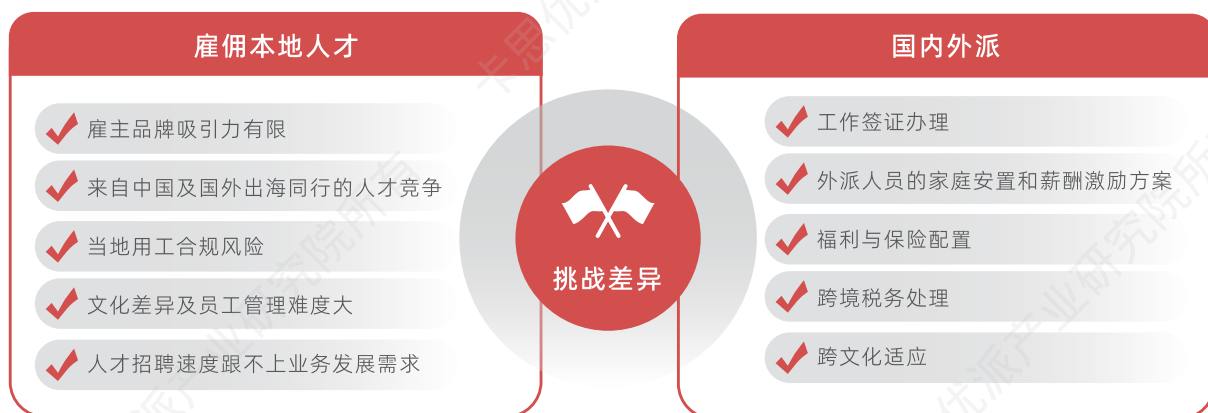 雇佣本地人才
雇主品牌吸引力有限
来自中国及国外出海同行的人才竞争
当地用工合规风险
文化差异及员工管理难度大
人才招聘速度跟不上业务发展需求
挑战差异
国内外派
工作签证办理
外派人员的家庭安置和薪酬激励方案
福利与保险配置
跨境税务处理
跨文化适应